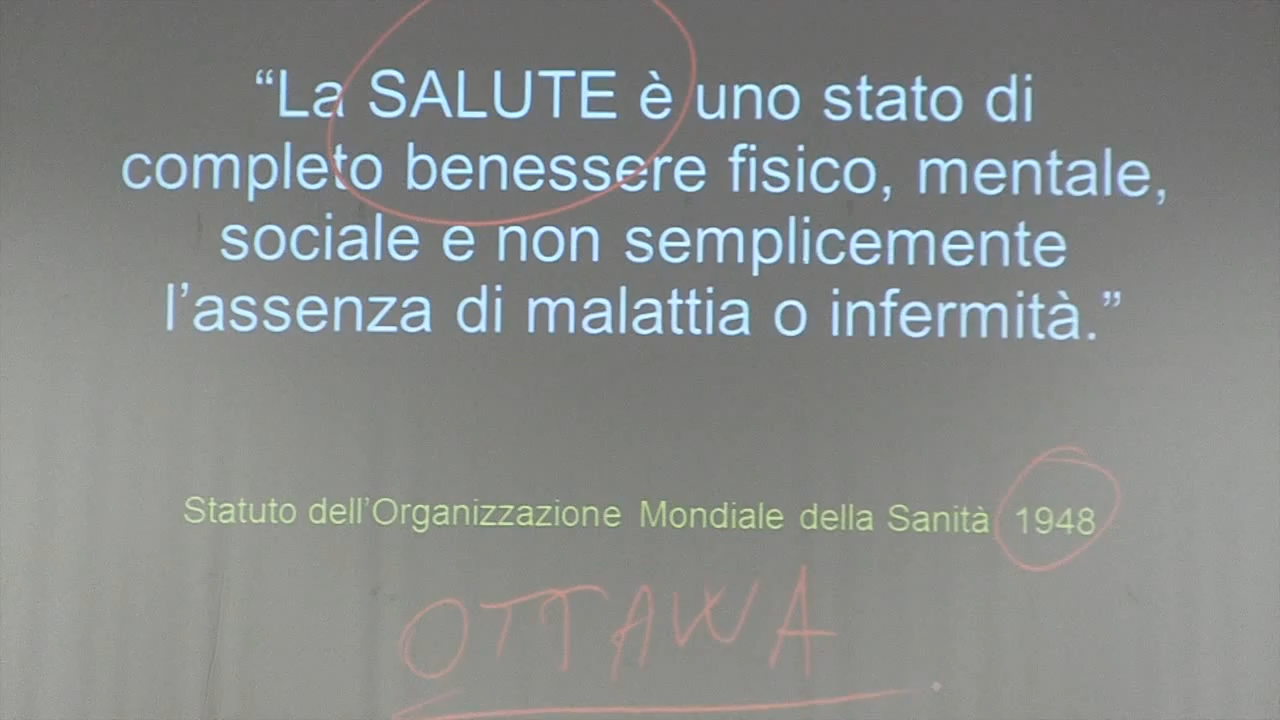 “La SALUTE è uno stato di
completo benessere fisico, mentale,
sociale e non semplicemente
l’assenza di malattia o infermità.”
Statuto dell’Organizzazione Mondiale della Sanità 1948
OTTAWA